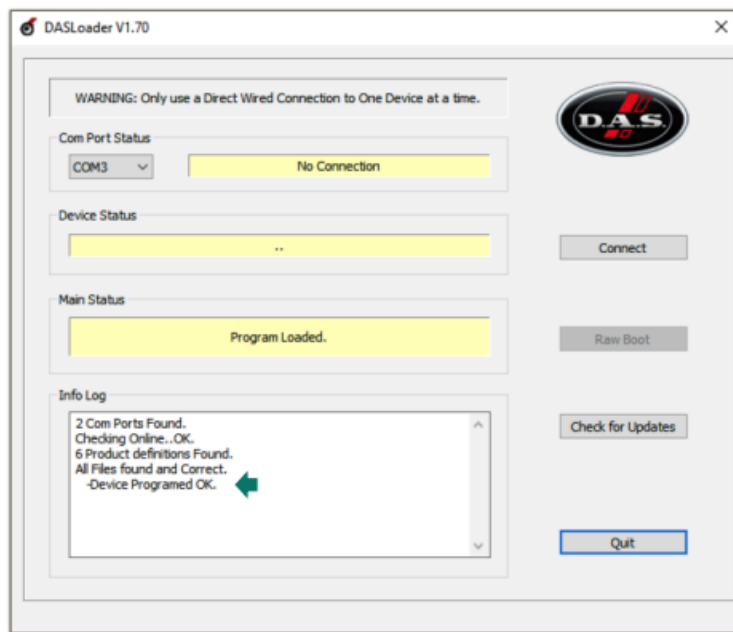 DASLoader V1.70
WARNING: Only use a Direct Wired Connection to One Device at a time.
D.A.S.
Com Port Status
COM3
No Connection
Device Status
..
Connect
Main Status
Program Loaded.
Raw Boot
Info Log
2 Com Ports Found.
Checking Online..OK.
6 Product definitions Found.
All Files found and Correct.
-Device Programed OK.
Check for Updates
Quit